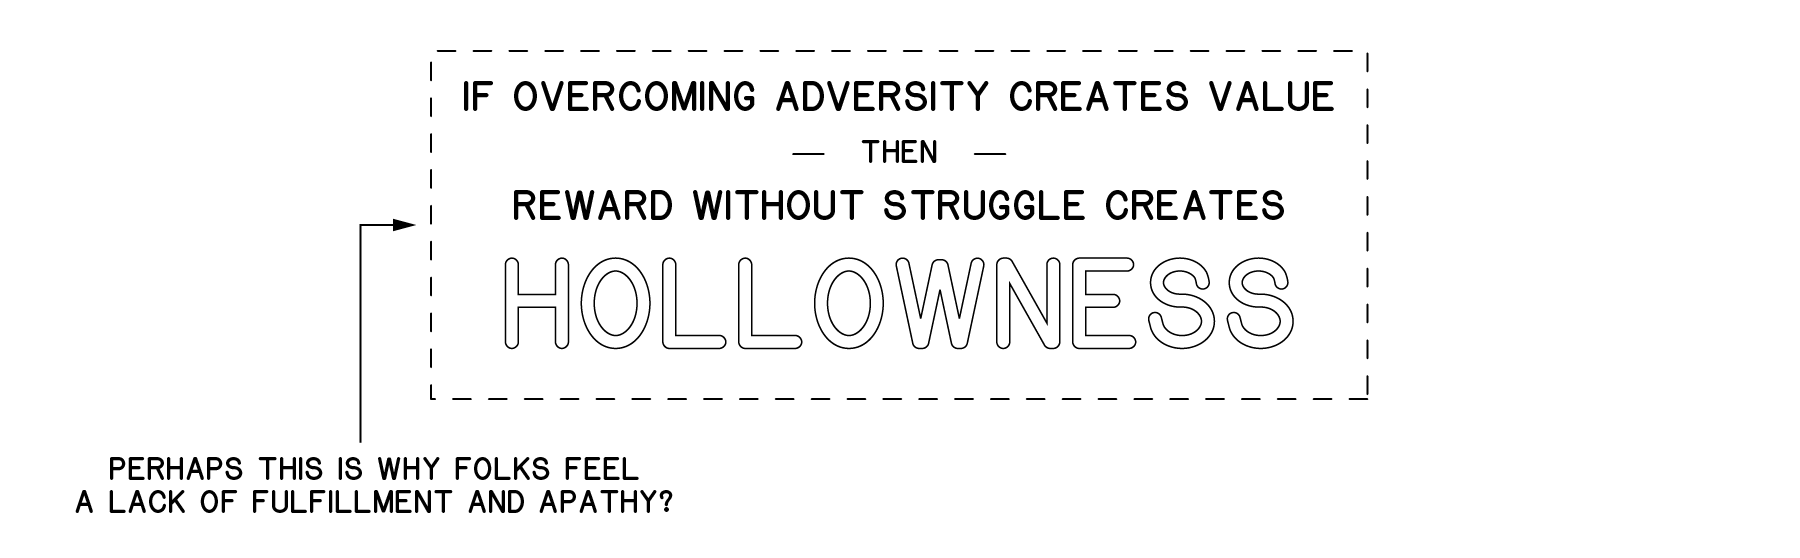 IF OVERCOMING ADVERSITY CREATES VALUE
— THEN —
REWARD WITHOUT STRUGGLE CREATES
HOLLOWNESS
PERHAPS THIS IS WHY FOLKS FEEL
A LACK OF FULFILLMENT AND APATHY?